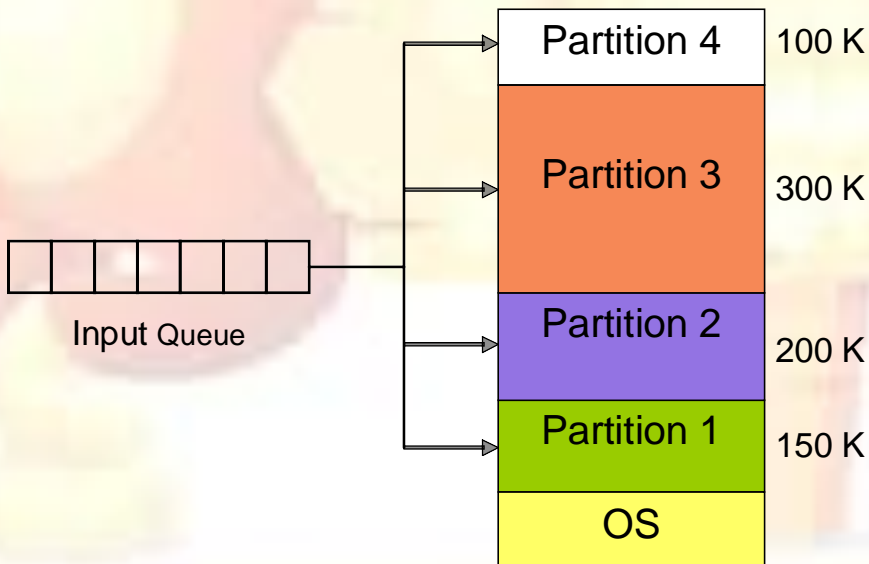 Partition 4
100 K
Partition 3
300 K
Input Queue
Partition 2
200 K
Partition 1
150 K
OS